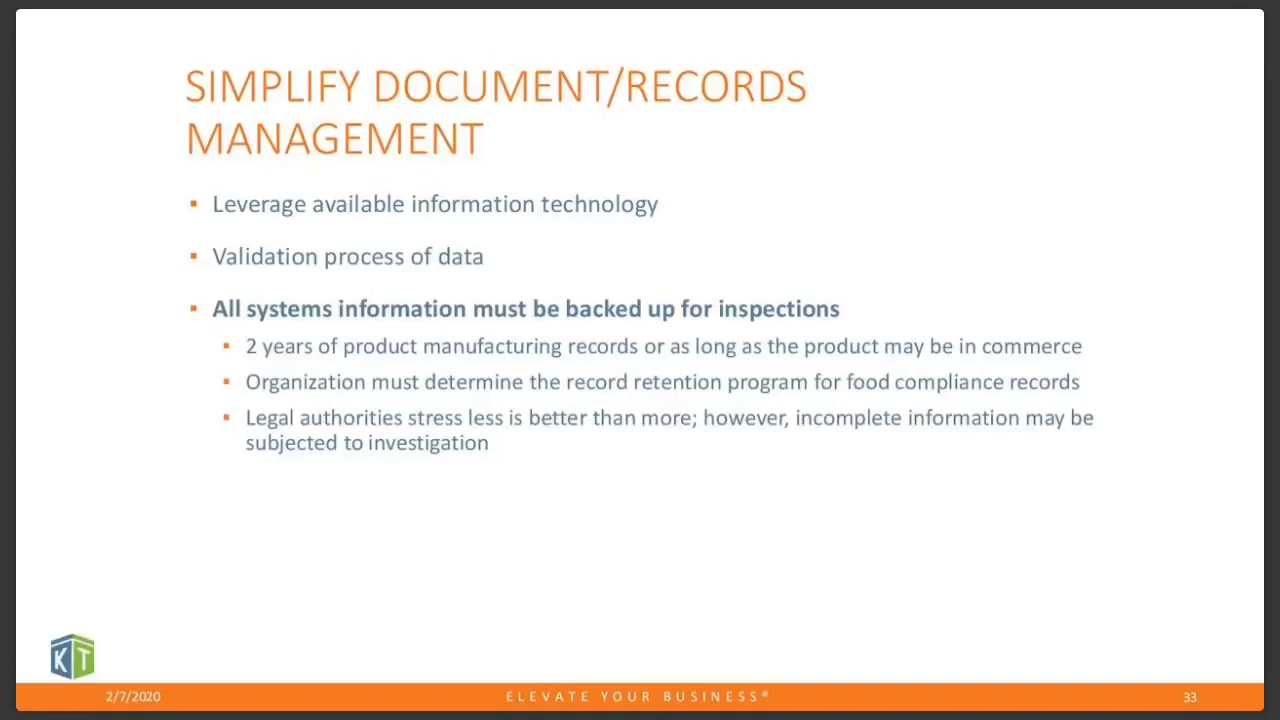 SIMPLIFY DOCUMENT/RECORDS
MANAGEMENT
▪ Leverage available information technology
▪ Validation process of data
▪ All systems information must be backed up for inspections
▪ 2 years of product manufacturing records or as long as the product may be in commerce
▪ Organization must determine the record retention program for food compliance records
▪ Legal authorities stress less is better than more; however, incomplete information may be
subjected to investigation
KT
2/7/2020 ELEVATE YOUR BUSINESS® 33